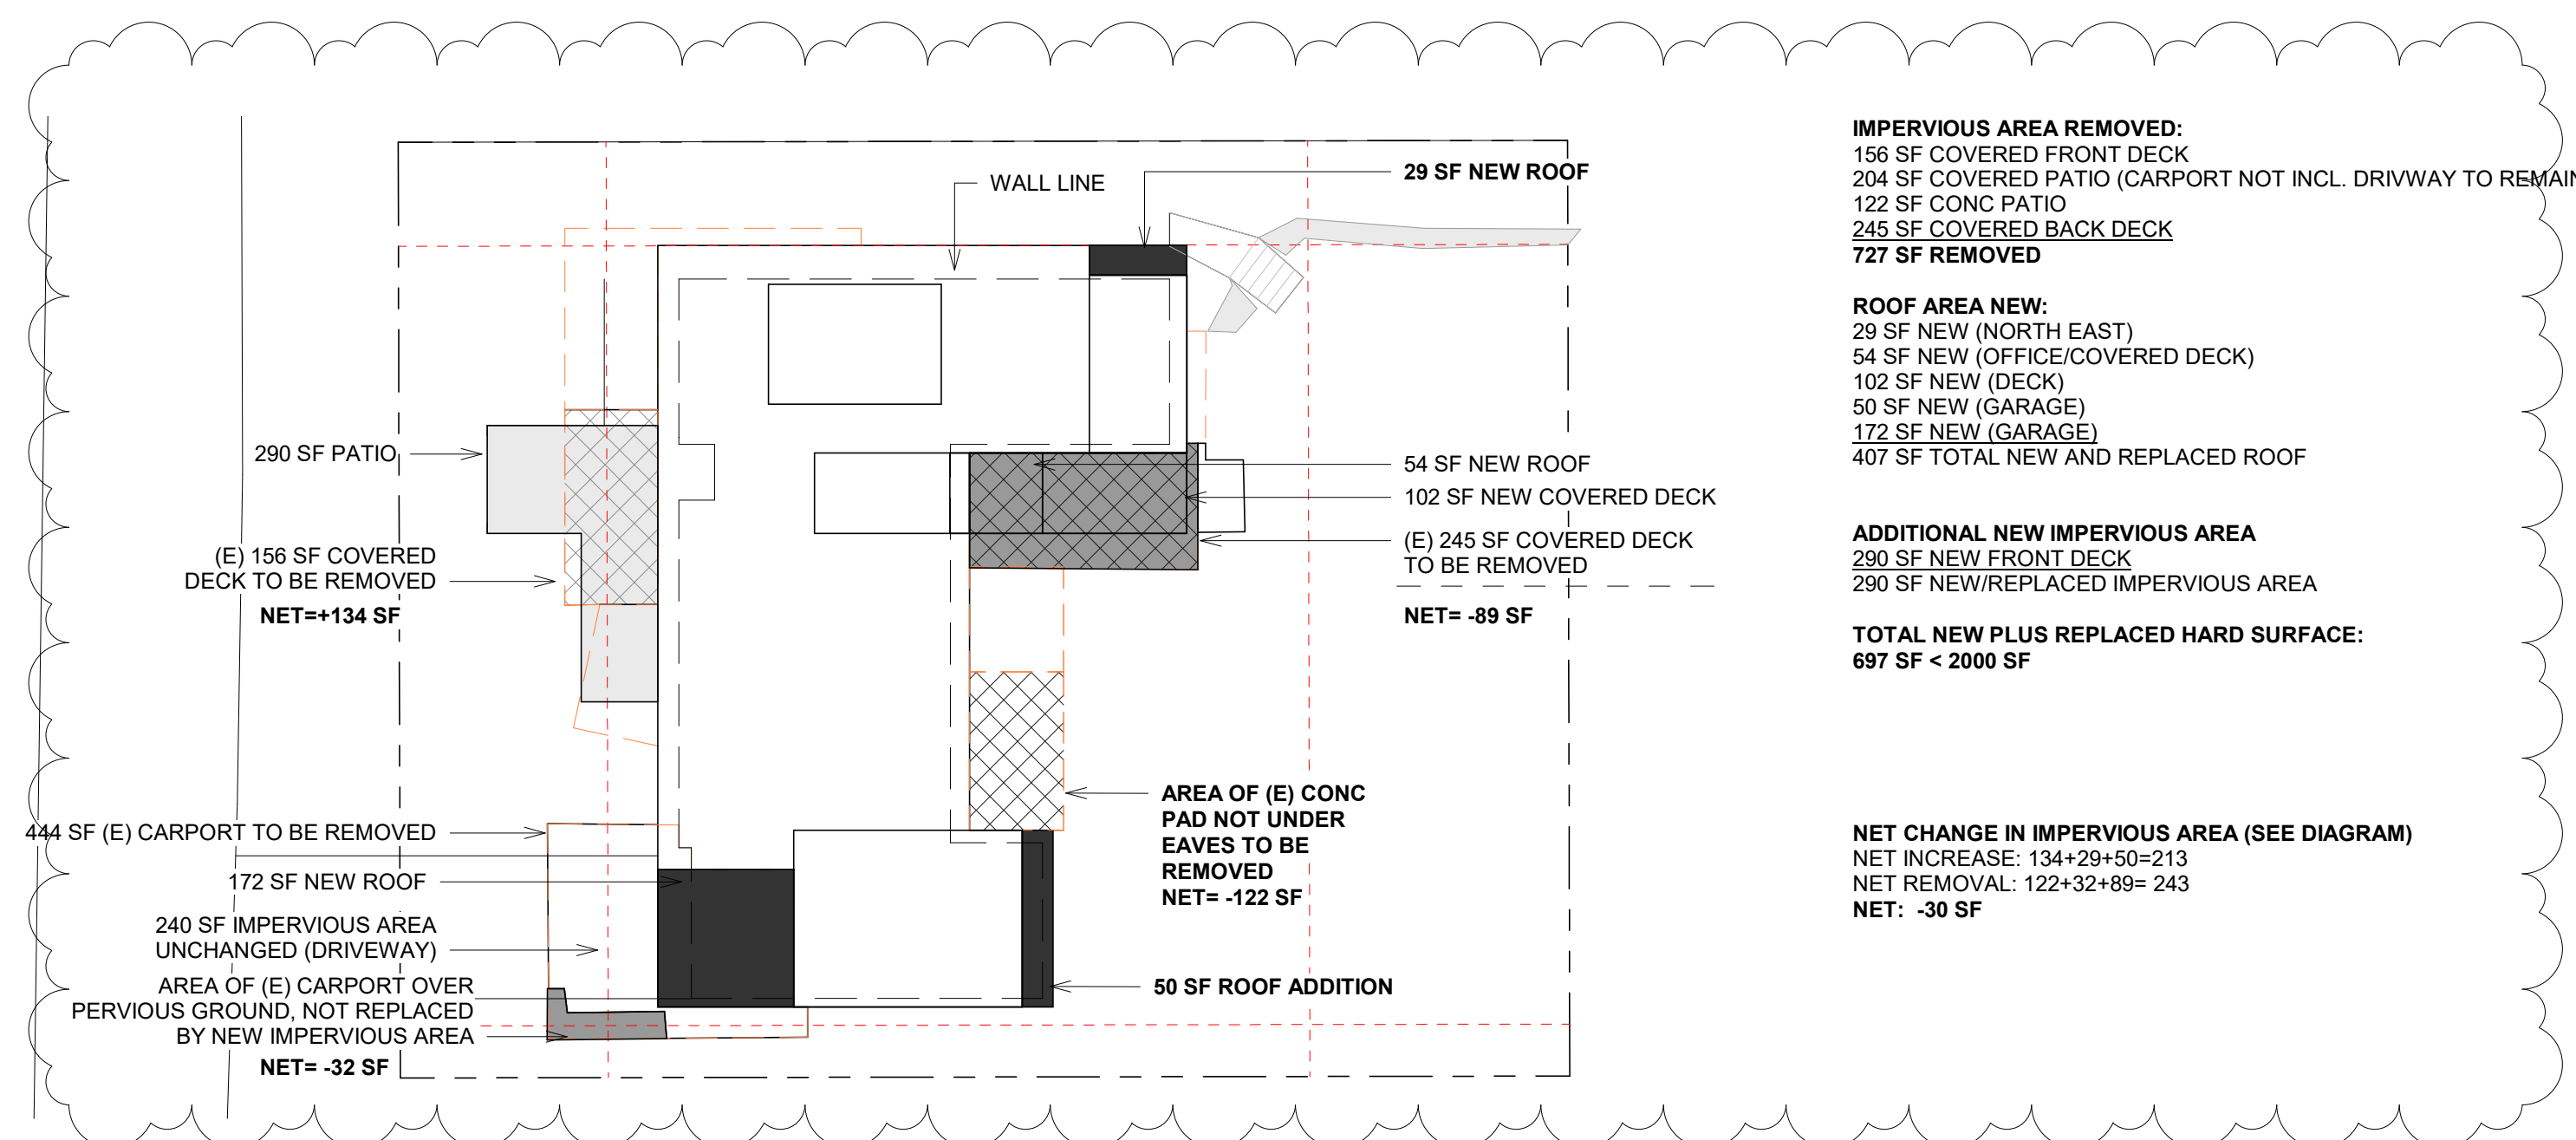 WALL LINE
29 SF NEW ROOF
290 SF PATIO
(E) 156 SF COVERED
DECK TO BE REMOVED
NET=+134 SF
54 SF NEW ROOF
102 SF NEW COVERED DECK
(E) 245 SF COVERED DECK
TO BE REMOVED
NET= -89 SF
444 SF (E) CARPORT TO BE REMOVED
172 SF NEW ROOF
240 SF IMPERVIOUS AREA
UNCHANGED (DRIVEWAY)
AREA OF (E) CARPORT OVER
PERVIOUS GROUND, NOT REPLACED
BY NEW IMPERVIOUS AREA
NET= -32 SF
AREA OF (E) CONC
PAD NOT UNDER
EAVES TO BE
REMOVED
NET= -122 SF
50 SF ROOF ADDITION
IMPERVIOUS AREA REMOVED:
156 SF COVERED FRONT DECK
204 SF COVERED PATIO (CARPORT NOT INCL. DRIVWAY TO REMAIN
122 SF CONC PATIO
245 SF COVERED BACK DECK
727 SF REMOVED
ROOF AREA NEW:
29 SF NEW (NORTH EAST)
54 SF NEW (OFFICE/COVERED DECK)
102 SF NEW (DECK)
50 SF NEW (GARAGE)
172 SF NEW (GARAGE)
407 SF TOTAL NEW AND REPLACED ROOF
ADDITIONAL NEW IMPERVIOUS AREA
290 SF NEW FRONT DECK
290 SF NEW/REPLACED IMPERVIOUS AREA
TOTAL NEW PLUS REPLACED HARD SURFACE:
697 SF < 2000 SF
NET CHANGE IN IMPERVIOUS AREA (SEE DIAGRAM)
NET INCREASE: 134+29+50=213
NET REMOVAL: 122+32+89= 243
NET: -30 SF